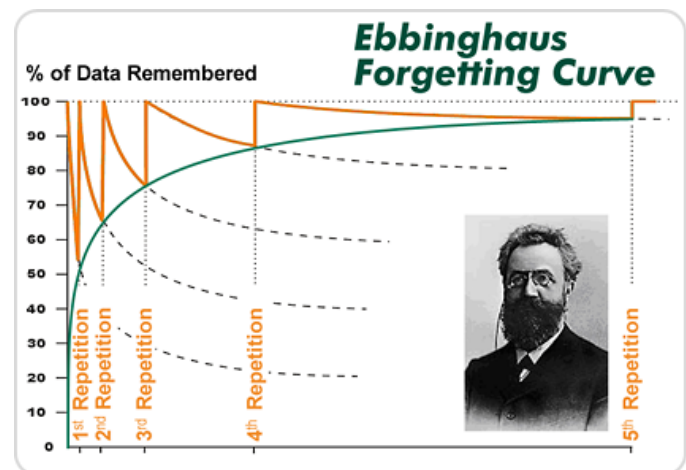 Ebbinghaus
Forgetting Curve
% of Data Remembered
100
90
80
70
60
50
40
30
20
10
0
1st Repetition
2nd Repetition
3rd Repetition
4th Repetition
5th Repetition